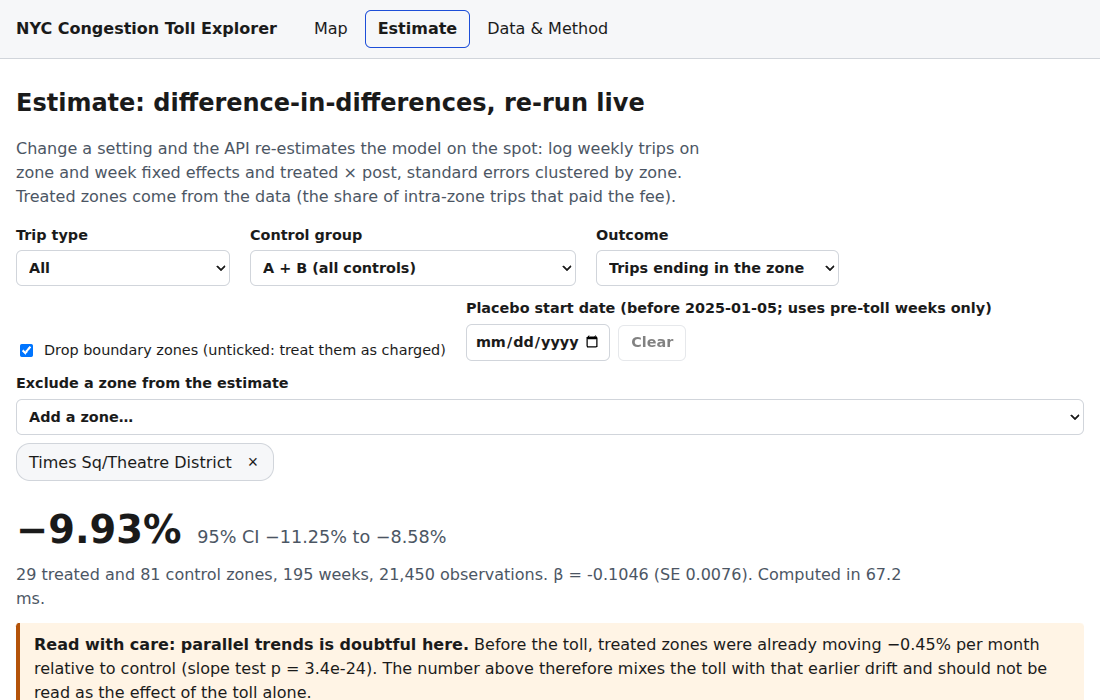 NYC Congestion Toll Explorer Map Estimate Data & Method
Estimate: difference-in-differences, re-run live
Change a setting and the API re-estimates the model on the spot: log weekly trips on
zone and week fixed effects and treated × post, standard errors clustered by zone.
Treated zones come from the data (the share of intra-zone trips that paid the fee).
Trip type Control group Outcome
All A + B (all controls) Trips ending in the zone
Placebo start date (before 2025-01-05; uses pre-toll weeks only)
Drop boundary zones (unticked: treat them as charged) mm/dd/yyyy Clear
Exclude a zone from the estimate
Add a zone…
Times Sq/Theatre District ×
−9.93% 95% CI −11.25% to −8.58%
29 treated and 81 control zones, 195 weeks, 21,450 observations. β = -0.1046 (SE 0.0076). Computed in 67.2
ms.
Read with care: parallel trends is doubtful here. Before the toll, treated zones were already moving −0.45% per month
relative to control (slope test p = 3.4e-24). The number above therefore mixes the toll with that earlier drift and should not be
read as the effect of the toll alone.